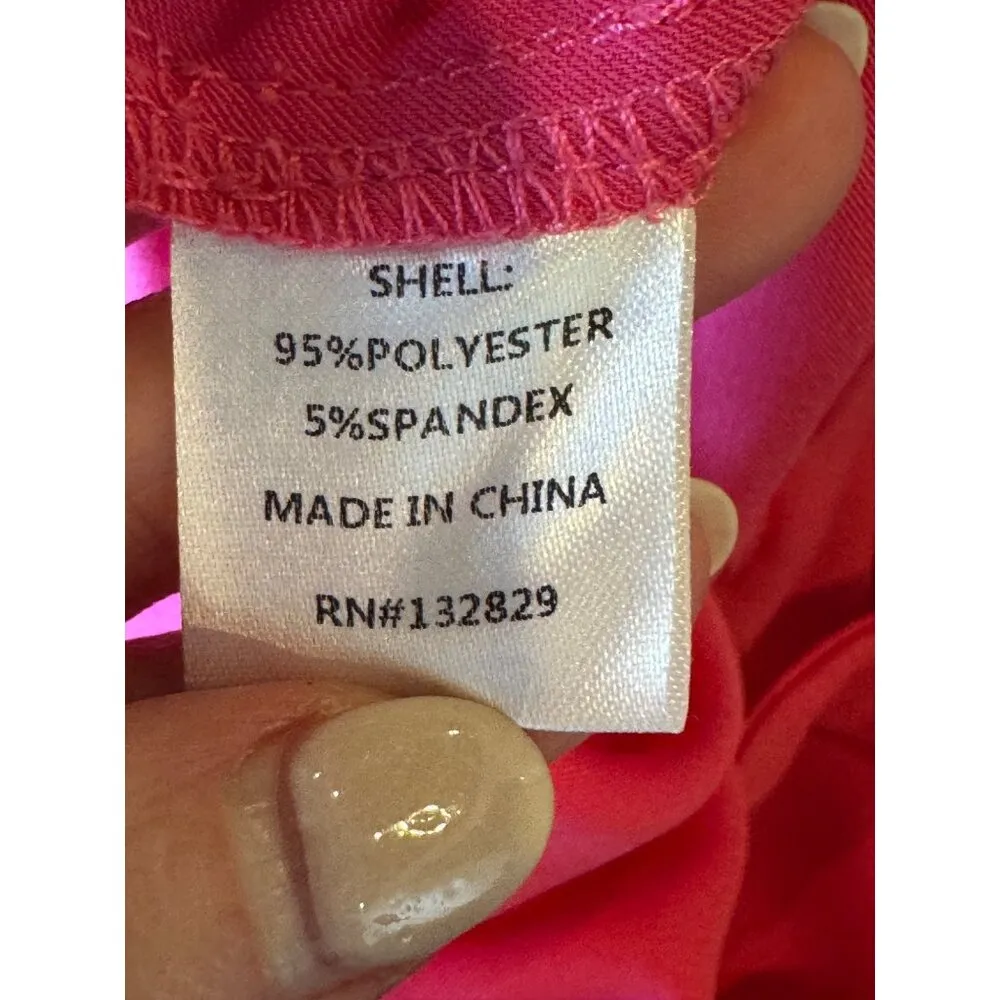 SHELL:
95%POLYESTER
5%SPANDEX
MADE IN CHINA
RN#132829